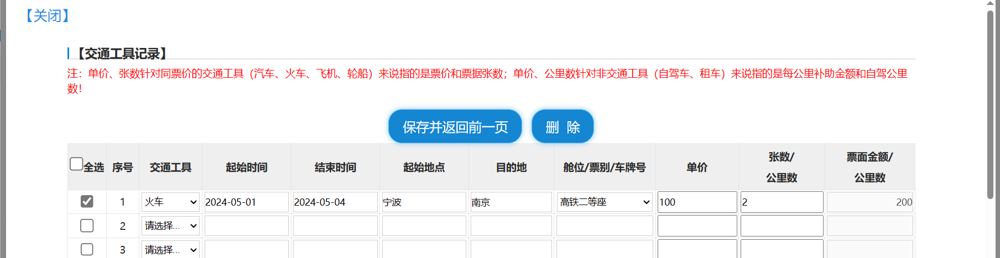 【关闭】
【交通工具记录】
注：单价、张数针对同票价的交通工具（汽车、火车、飞机、轮船）来说指的是票价和票据张数；单价、公里数针对非交通工具（自驾车、租车）来说指的是每公里补助金额和自驾公里
数！
保存并返回前一页 删 除
全选 序号 交通工具 起始时间 结束时间 起始地点 目的地 舱位/票别/车牌号 单价 张数/ 公里数 票面金额/ 公里数
1 火车 2024-05-01 2024-05-04 宁波 南京 高铁二等座 100 2 200
2 请选择...
3 请选择...